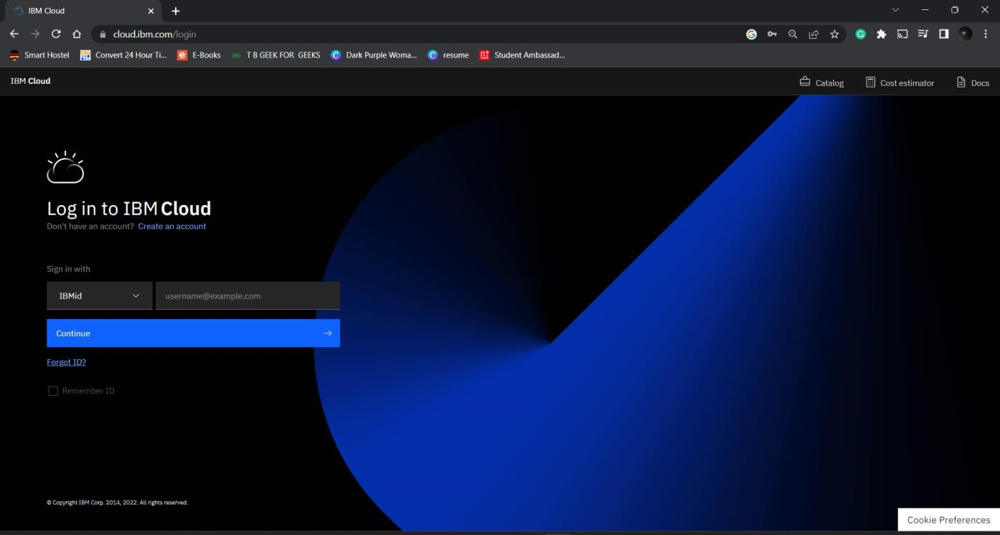 IBM Cloud
cloud.ibm.com/login
Smart Hostel Convert 24 Hour Ti... E-Books T B GEEK FOR GEEKS Dark Purple Woma... resume Student Ambassad...
IBM Cloud Catalog Cost estimator Docs
Log in to IBM Cloud
Don't have an account? Create an account
Sign in with
IBMid username@example.com
Continue
Forgot ID?
Remember ID
© Copyright IBM Corp. 2014, 2022. All rights reserved.
Cookie Preferences